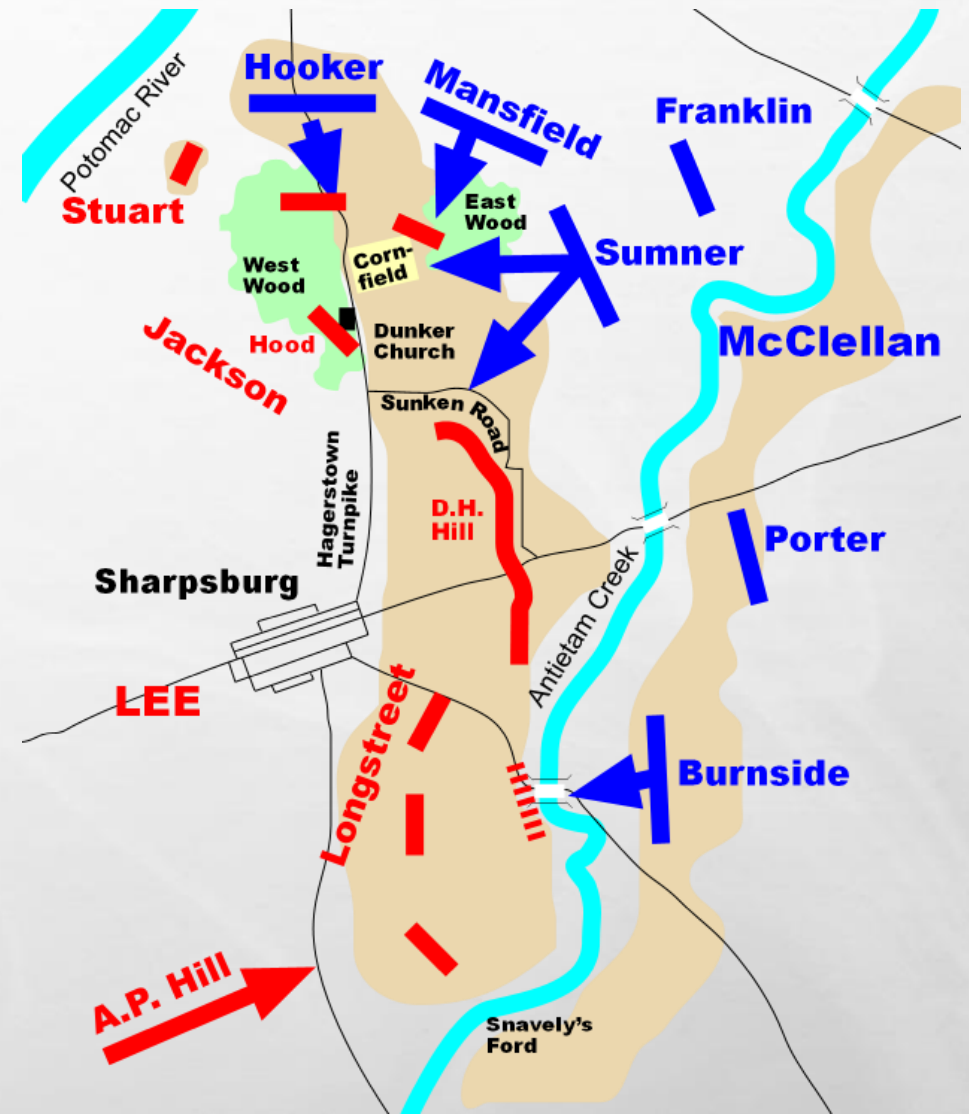 Hooker
Mansfield
Franklin
Potomac River
Stuart
East
Wood
Sumner
West
Wood
Corn-
field
Jackson
Hood
Dunker
Church
McClellan
Sunken Road
Hagerstown
Turnpike
D.H.
Hill
Porter
Sharpsburg
Antietam Creek
LEE
Longstreet
Burnside
A.P. Hill
Snavely's
Ford